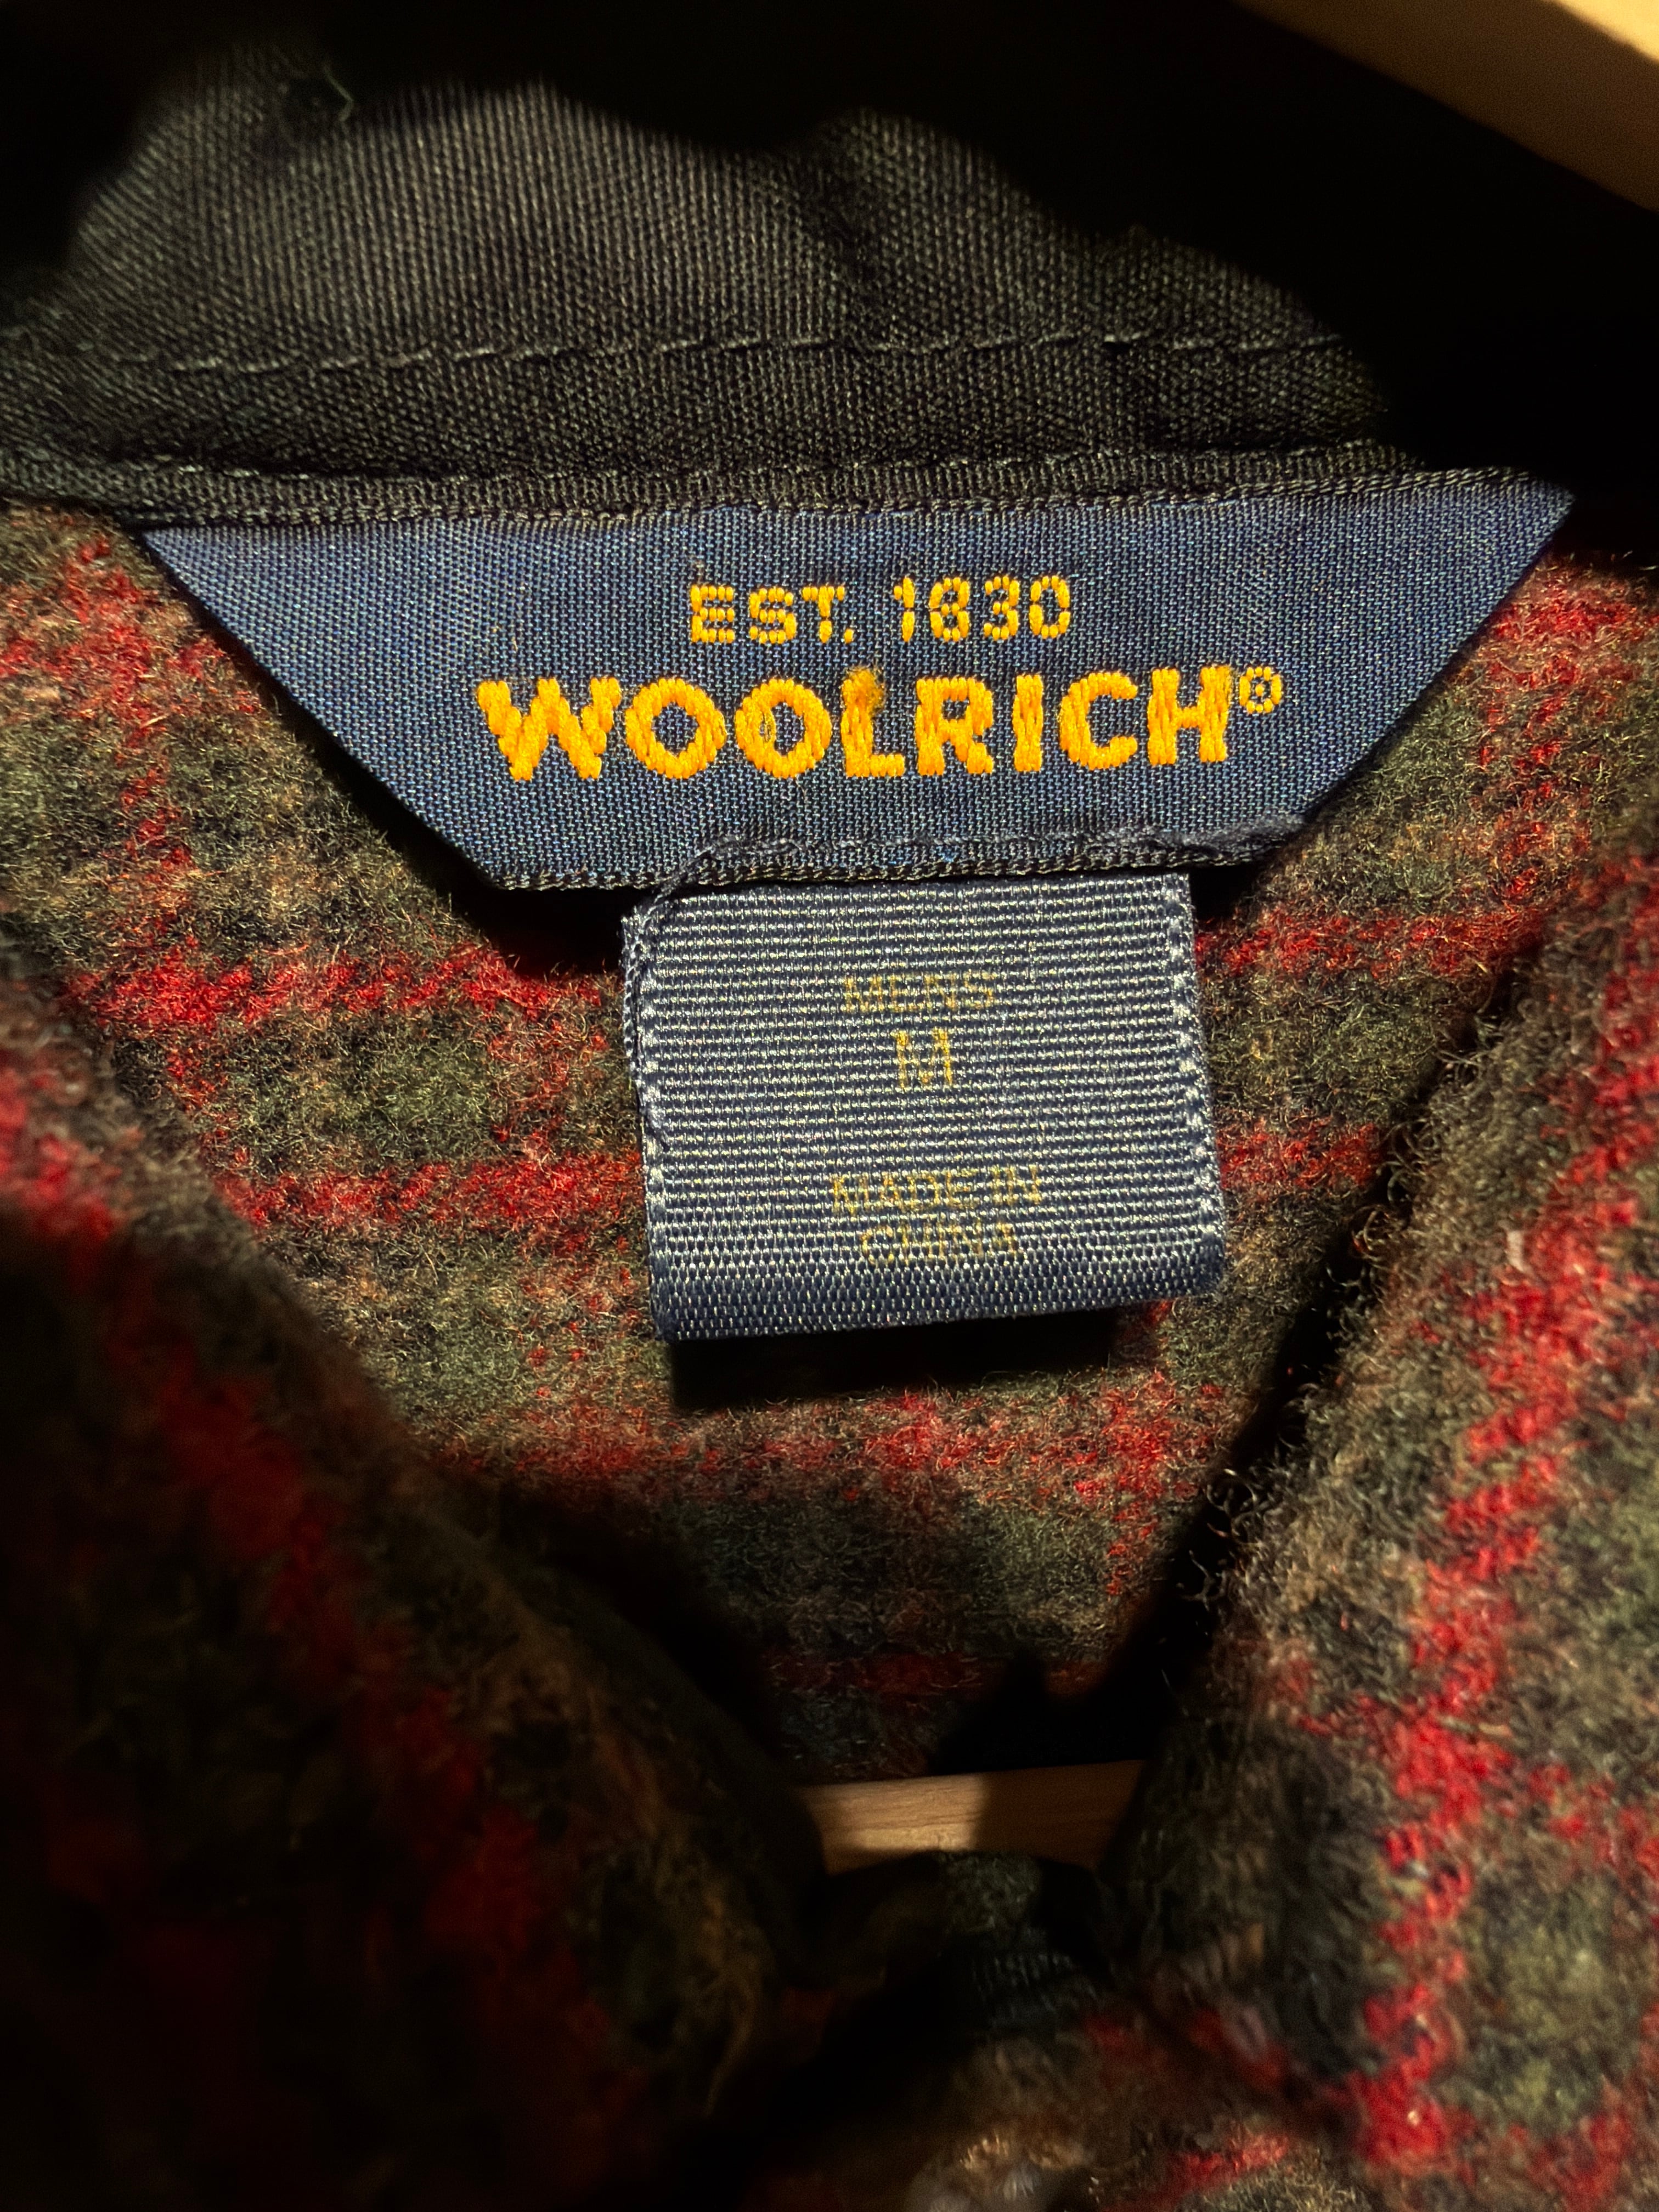 EST. 1830
WOOLRICH®
MENS
M
MADE IN
CHINA